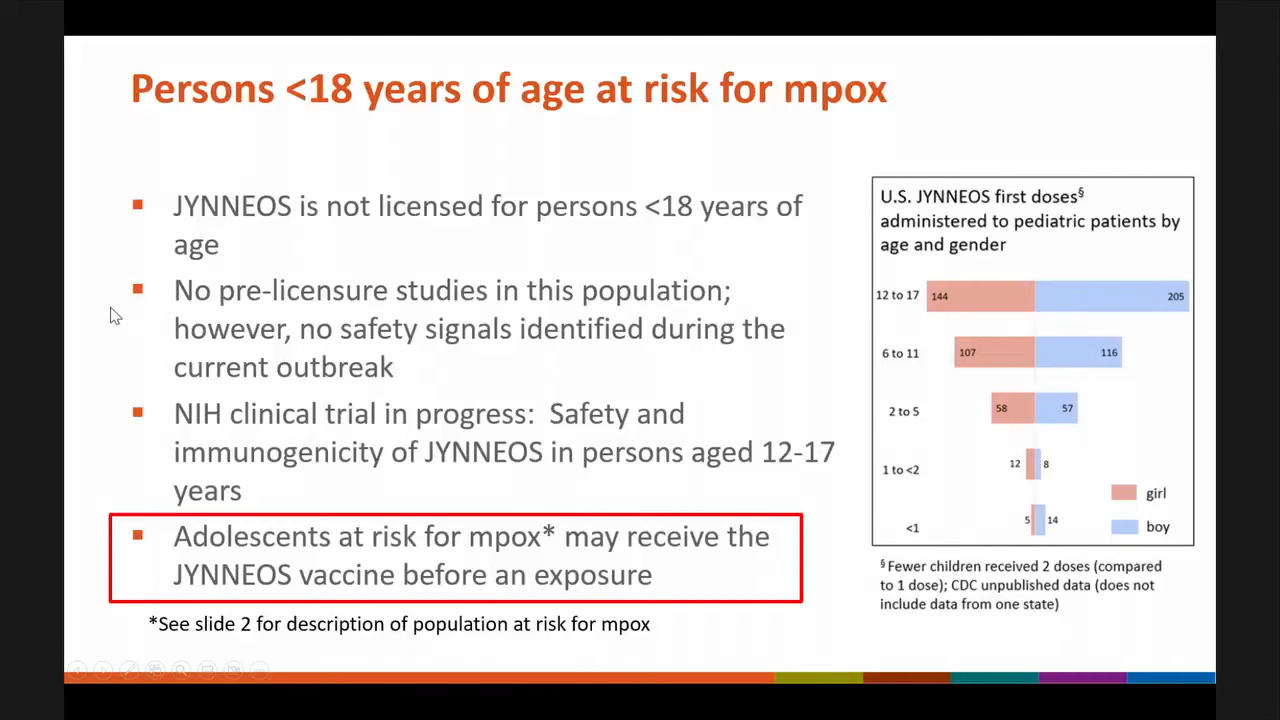 Persons <18 years of age at risk for mpox
JYNNEOS is not licensed for persons <18 years of
age
No pre-licensure studies in this population;
however, no safety signals identified during the
current outbreak
NIH clinical trial in progress:  Safety and
immunogenicity of JYNNEOS in persons aged 12-17
years
Adolescents at risk for mpox* may receive the
JYNNEOS vaccine before an exposure
*See slide 2 for description of population at risk for mpox
U.S. JYNNEOS first doses§
administered to pediatric patients by
age and gender
12 to 17 144 205
6 to 11 107 116
2 to 5 58 57
1 to <2 12 8
girl
<1 5 14
boy
§ Fewer children received 2 doses (compared
to 1 dose); CDC unpublished data (does not
include data from one state)